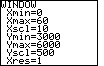 WINDOW
Xmin=0
Xmax=60
Xscl=10
Ymin=3000
Ymax=6000
Yscl=500
Xres=1